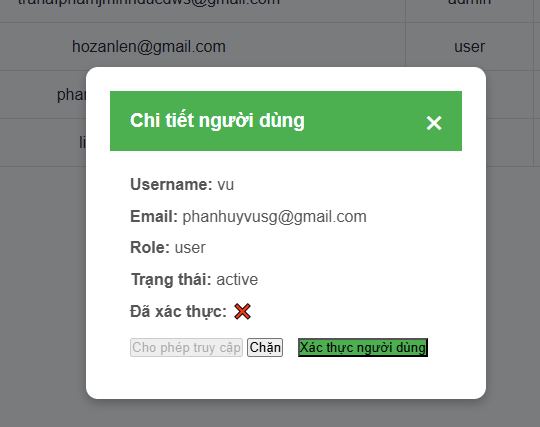 admin
hozanlen@gmail.com user
Chi tiết người dùng ×
Username: vu
Email: phanhuyvusg@gmail.com
Role: user
Trạng thái: active
Đã xác thực: ❌
Cho phép truy cập Chặn Xác thực người dùng